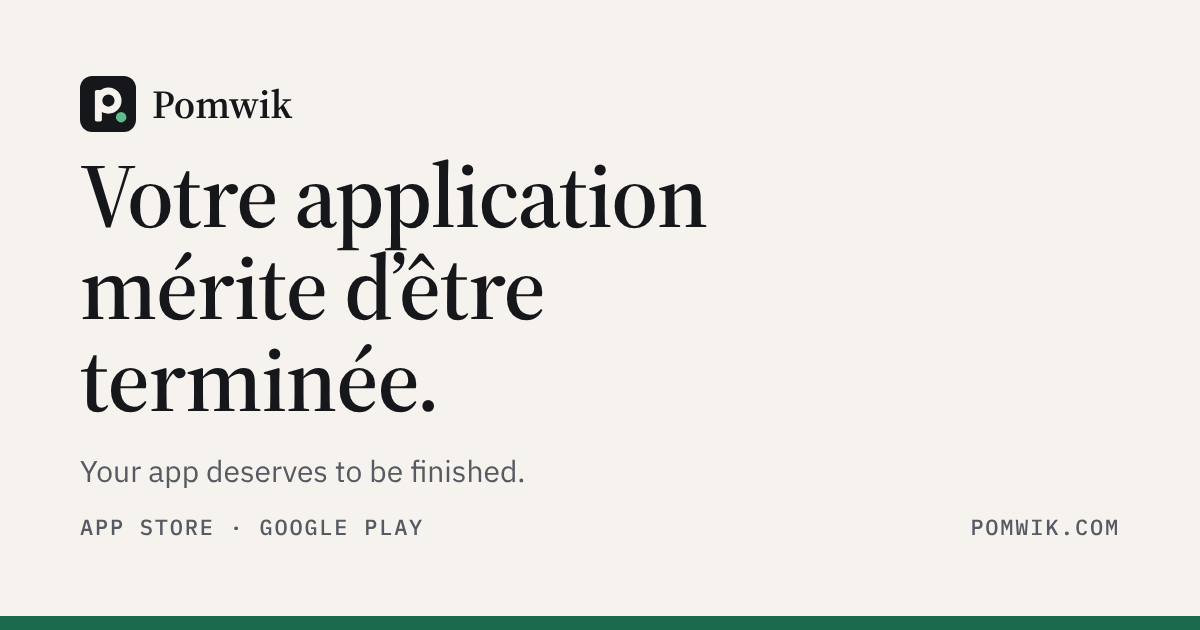 Pomwik
Votre application
mérite d’être
terminée.
Your app deserves to be finished.
APP STORE · GOOGLE PLAY
POMWIK.COM